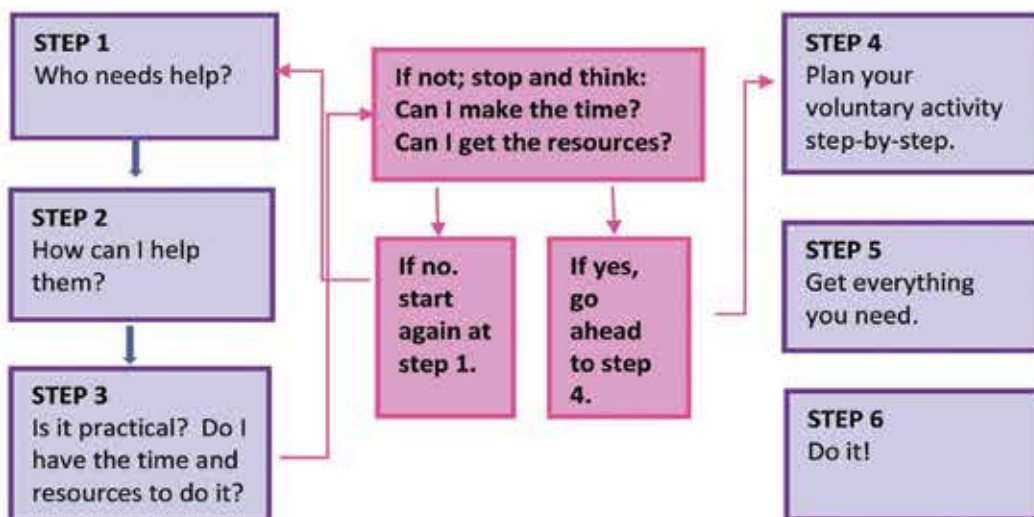 STEP 1
Who needs help?
STEP 2
How can I help
them?
STEP 3
Is it practical?  Do I
have the time and
resources to do it?
If not; stop and think:
Can I make the time?
Can I get the resources?
If no.
start
again at
step 1.
If yes,
go
ahead
to step
4.
STEP 4
Plan your
voluntary activity
step-by-step.
STEP 5
Get everything
you need.
STEP 6
Do it!